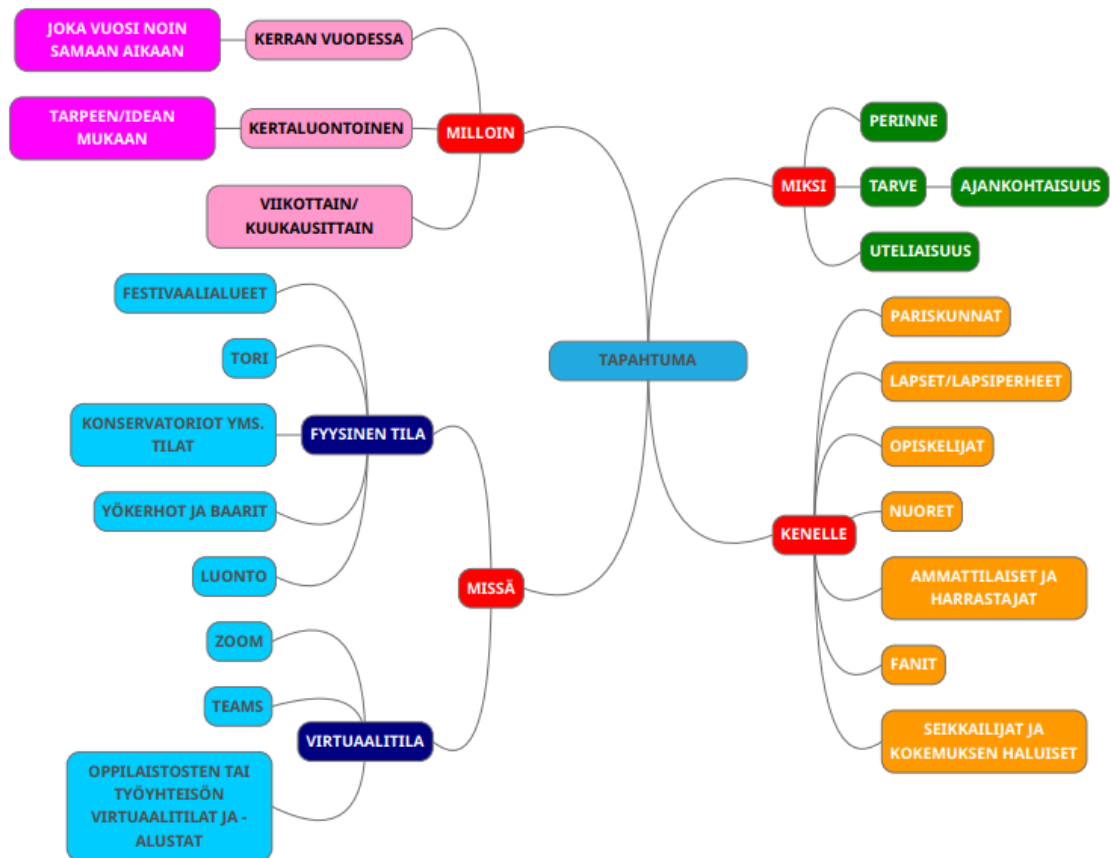 JOKA VUOSI NOIN
SAMAAN AIKAAN
KERRAN VUODESSA
TARPEEN/IDEAN
MUKAAN
KERTALUONTOINEN
MILLOIN
VIIKOTTAIN/
KUUKAUSITTAIN
FESTIVAALIALUEET
TORI
KONSERVATORIOT YMS.
TILAT
FYYSINEN TILA
YÖKERHOT JA BAARIT
LUONTO
MISSÄ
ZOOM
TEAMS
VIRTUAALITILA
OPPILAISTOSTEN TAI
TYÖYHTEISÖN
VIRTUAALITILAT JA -
ALUSTAT
TAPAHTUMA
PERINNE
MIKSI
TARVE
AJANKOHTAISUUS
UTELIAISUUS
PARISKUNNAT
LAPSET/LAPSIPERHEET
OPISKELIJAT
NUORET
KENELLE
AMMATTILAISET JA
HARRASTAJAT
FANIT
SEIKKAILIJAT JA
KOKEMUKSEN HALUISET